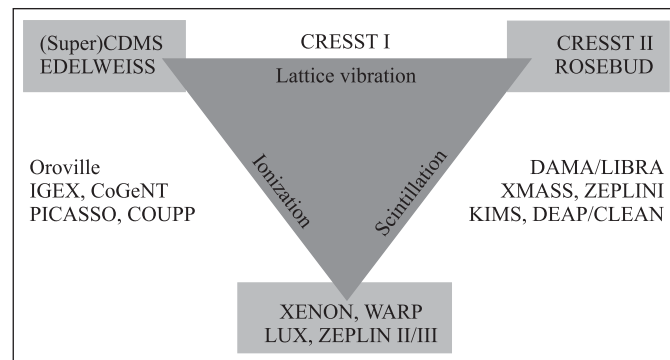 (Super)CDMS
EDELWEISS
CRESST I
CRESST II
ROSEBUD
Lattice vibration
Ionization
Scintillation
Oroville
IGEX, CoGeNT
PICASSO, COUPP
DAMA/LIBRA
XMASS, ZEPLINI
KIMS, DEAP/CLEAN
XENON, WARP
LUX, ZEPLIN II/III